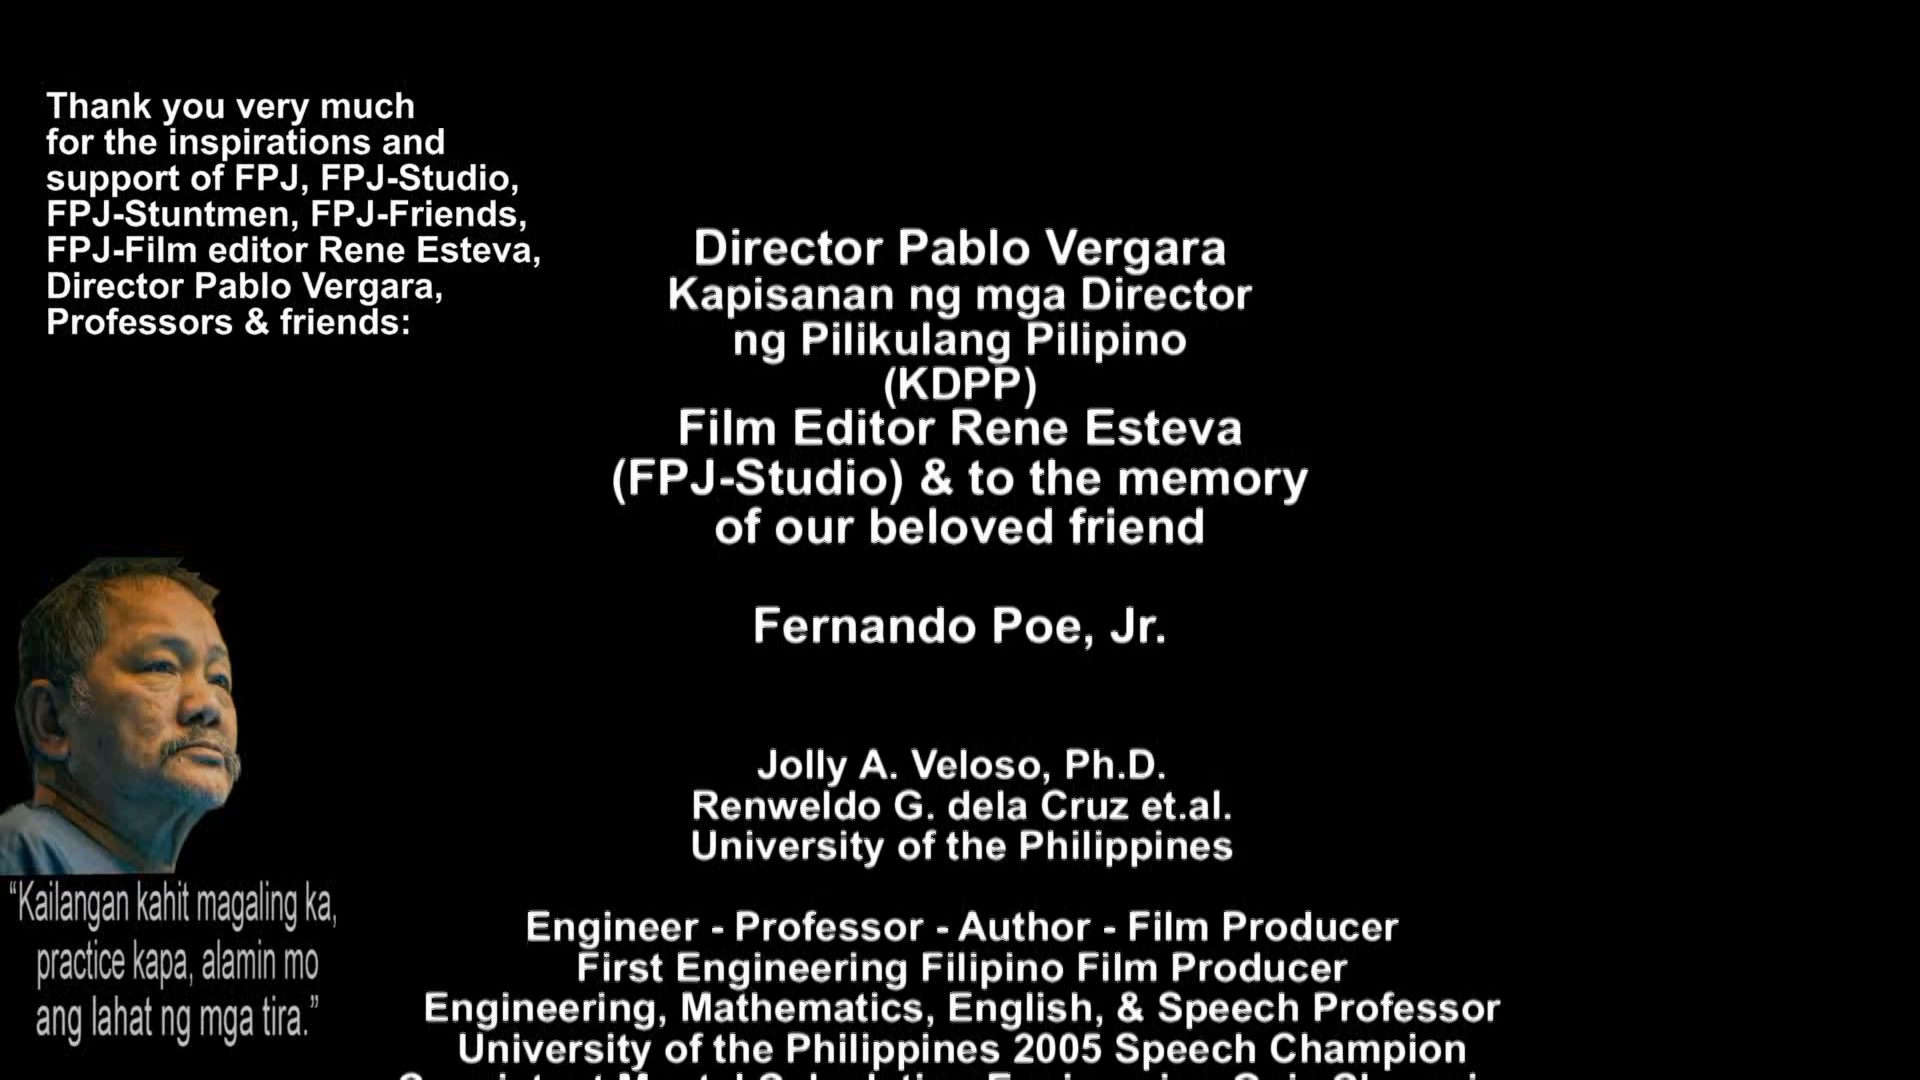 Thank you very much
for the inspirations and
support of FPJ, FPJ-Studio,
FPJ-Stuntmen, FPJ-Friends,
FPJ-Film editor Rene Esteva,
Director Pablo Vergara,
Professors & friends:
Director Pablo Vergara
Kapisanan ng mga Director
ng Pilikulang Pilipino
(KDPP)
Film Editor Rene Esteva
(FPJ-Studio) & to the memory
of our beloved friend
Fernando Poe, Jr.
Jolly A. Veloso, Ph.D.
Renweldo G. dela Cruz et.al.
University of the Philippines
Engineer - Professor - Author - Film Producer
First Engineering Filipino Film Producer
Engineering, Mathematics, English, & Speech Professor
University of the Philippines 2005 Speech Champion
“Kailangan kahit magaling ka,
practice kapa, alamin mo
ang lahat ng mga tira.”